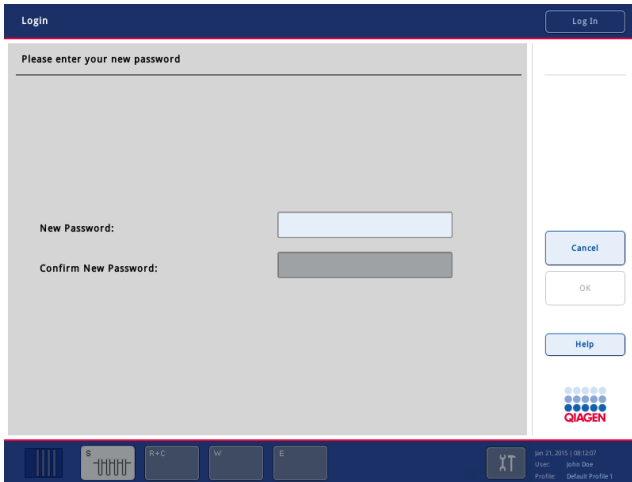 Login
Log In
Please enter your new password
New Password:
Confirm New Password:
Cancel
OK
Help
QIAGEN
S
R+C
W
E
Jan 21, 2015 | 08:12:07
User: John Doe
Profile: Default Profile 1